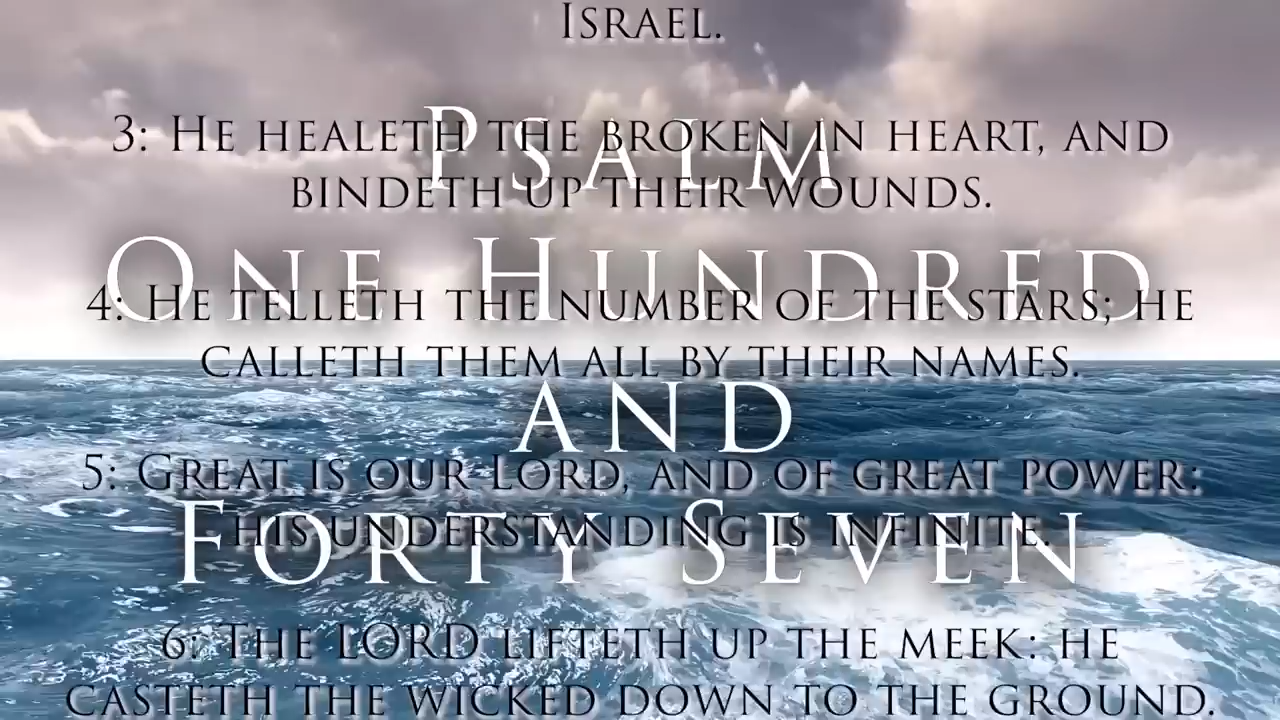 Israel.
3: He healeth the broken in heart, and
bindeth up their wounds.
4: He telleth the number of the stars; he
calleth them all by their names.
5: Great is our Lord, and of great power:
his understanding is infinite.
6: The LORD lifteth up the meek: he
casteth the wicked down to the ground.
Psalm
One Hundred
and
Forty Seven